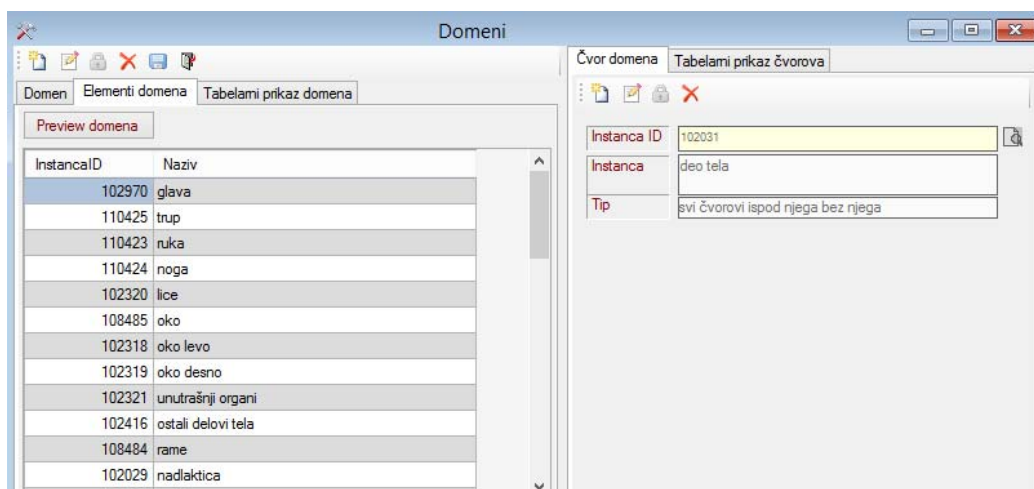 Domeni
Domen Elementi domena Tabelarni prikaz domena
Preview domena
InstancaID Naziv
102970 glava
110425 trup
110423 ruka
110424 noga
102320 lice
108485 oko
102318 oko levo
102319 oko desno
102321 unutrašnji organi
102416 ostali delovi tela
108484 rame
102029 nadlaktica
Čvor domena Tabelarni prikaz čvorova
Instanca ID 102031
Instanca deo tela
Tip svi čvorovi ispod njega bez njega